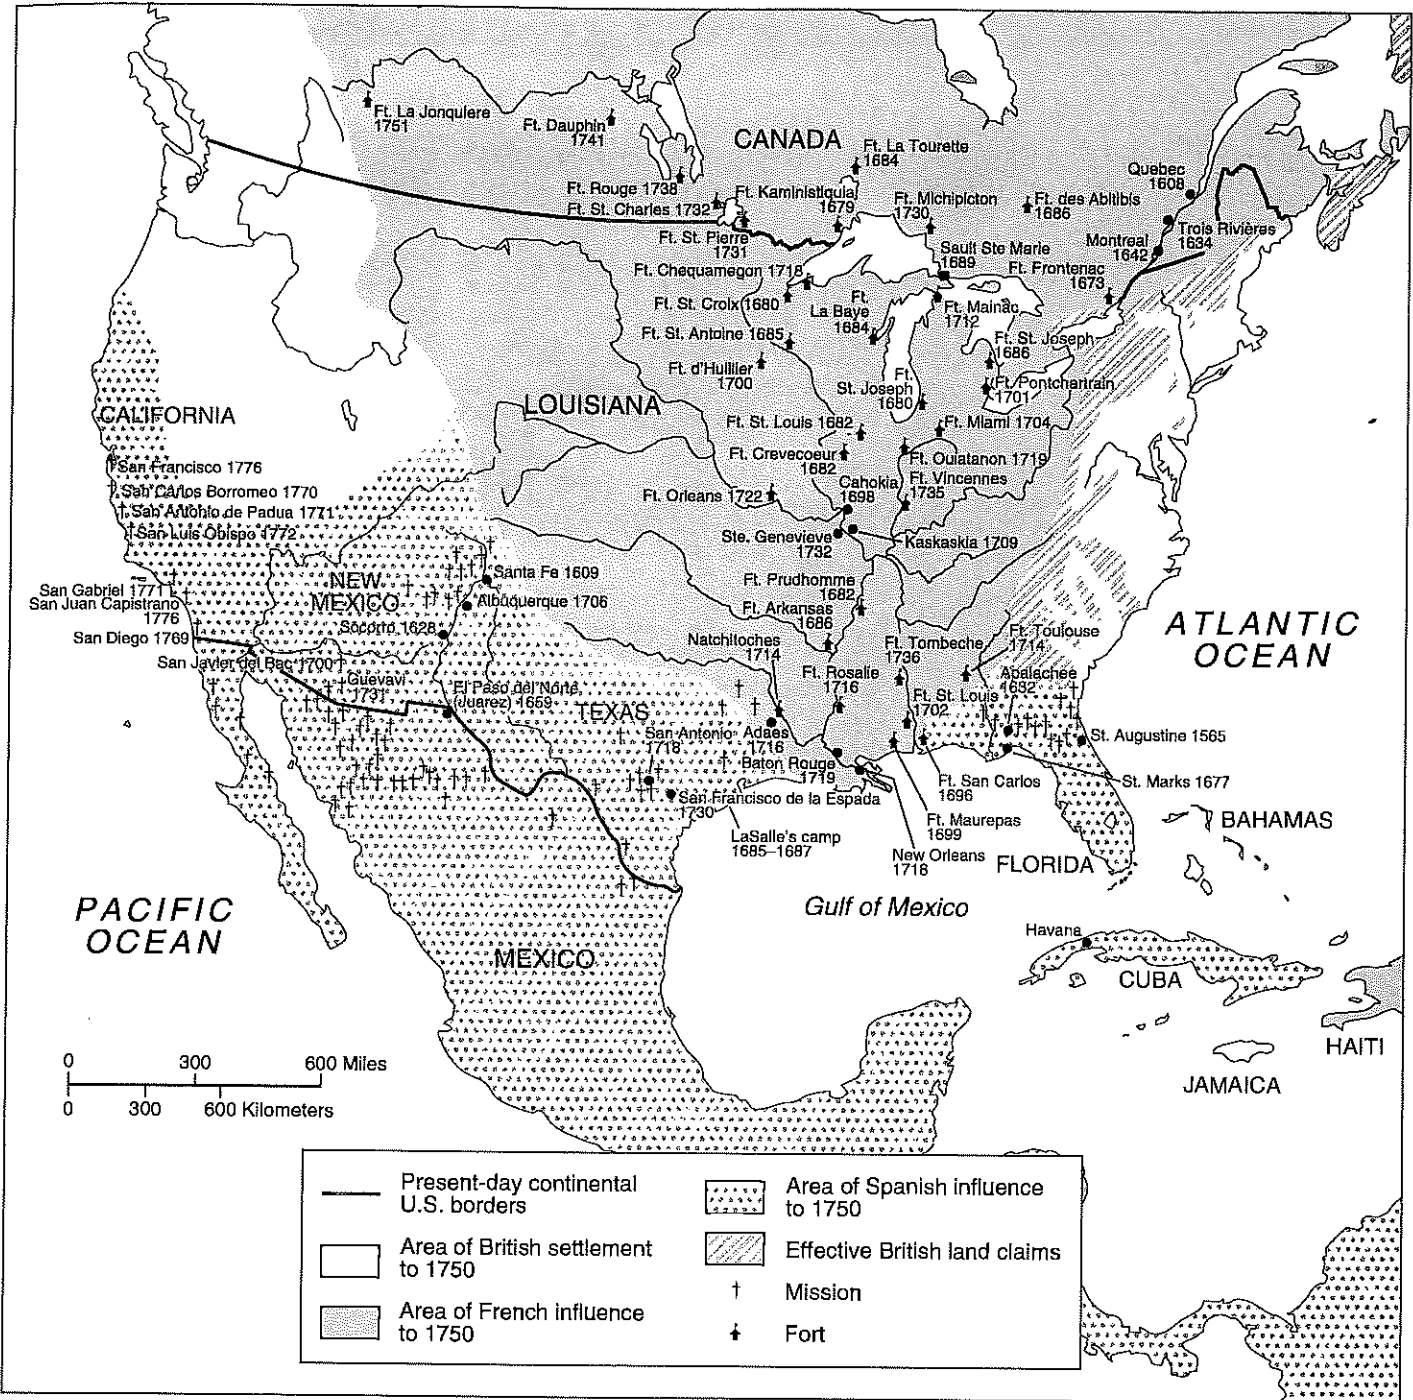 Ft. La Jonquiere
1751
Ft. Dauphin
1741
CANADA
Ft. La Tourette
1684
Quebec
1608
Ft. Rouge 1738
Ft. St. Charles 1732
Ft. Kaministiquia
1679
Ft. Michipicton
1730
Ft. des Abitibis
1686
Trois Rivières
1634
Montreal
1642
Ft. St. Pierre
1731
Sault Ste Marie
1689
Ft. Frontenac
1673
Ft. Chequamegon 1718
Ft. St. Croix 1680
Ft.
La Baye
1684
Ft. Mainac
1712
Ft. St. Antoine 1685
Ft. St. Joseph
1686
Ft. d'Hullier
1700
Ft.
St. Joseph
1680
Ft. Pontchartrain
1701
LOUISIANA
CALIFORNIA
Ft. St. Louis 1682
Ft. Miami 1704
Ft. Crevecoeur
1682
Ft. Ouiatanon 1719
San Francisco 1776
San Carlos Borromeo 1770
San Antonio de Padua 1771
San Luis Obispo 1772
Ft. Orleans 1722
Cahokia
1698
Ft. Vincennes
1735
Ste. Genevieve
1732
Kaskaskia 1709
San Gabriel 1771
San Juan Capistrano
1776
San Diego 1769
NEW
MEXICO
Santa Fe 1609
Albuquerque 1706
Socorro 1628
Ft. Prudhomme
1682
Ft. Arkansas
1686
Natchitoches
1714
Ft. Tombeche
1736
Ft. Toulouse
1714
ATLANTIC
OCEAN
San Javier del Bac 1700
Guevavi
1731
El Paso del Norte
(Juarez) 1659
TEXAS
Ft. Rosalie
1716
Ft. St. Louis
1702
Apalachee
1632
San Antonio
1718
Adaes
1716
Baton Rouge
1719
St. Augustine 1565
St. Marks 1677
Ft. San Carlos
1696
San Francisco de la Espada
1730
LaSalle's camp
1685–1687
Ft. Maurepas
1699
New Orleans
1718
FLORIDA
BAHAMAS
PACIFIC
OCEAN
Gulf of Mexico
Havana
MEXICO
CUBA
HAITI
JAMAICA
0 300 600 Miles
0 300 600 Kilometers
Present-day continental
U.S. borders
Area of British settlement
to 1750
Area of French influence
to 1750
Area of Spanish influence
to 1750
Effective British land claims
Mission
Fort